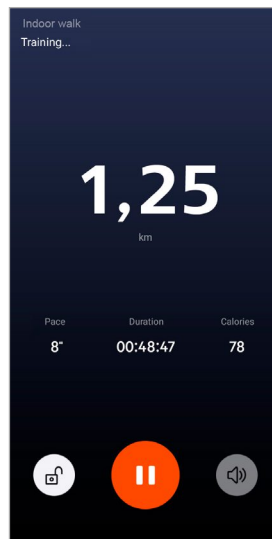 Indoor walk
Training...
1,25
km
Pace Duration Calories
8" 00:48:47 78